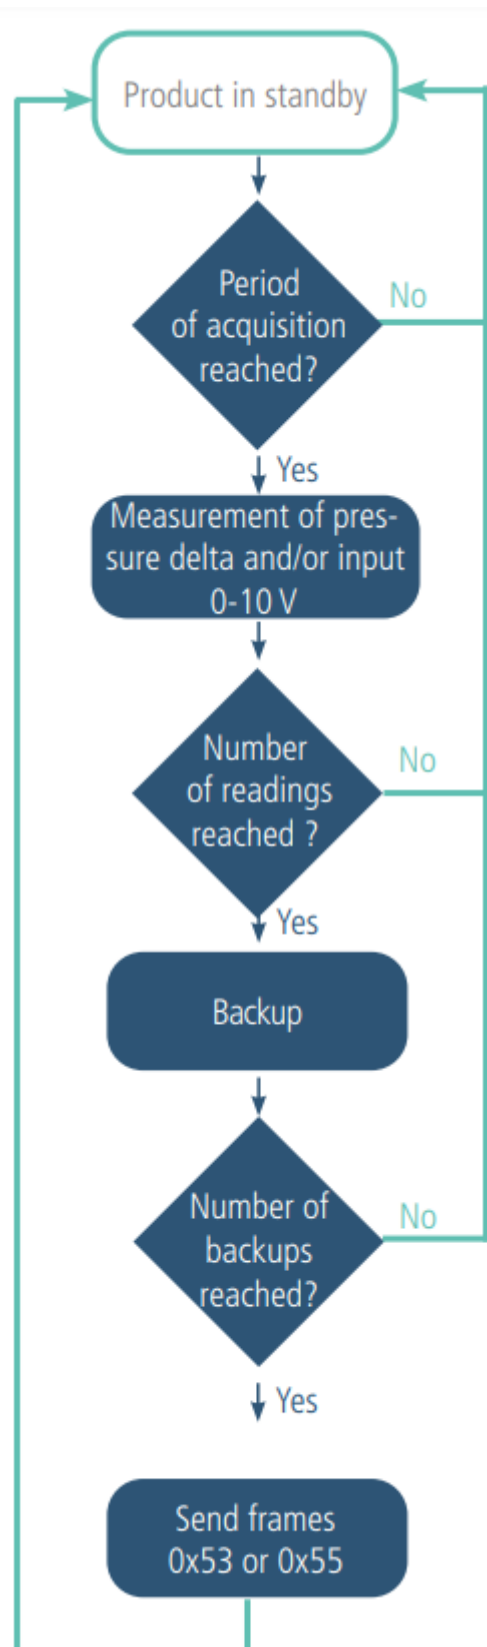 Product in standby
Period
of acquisition
reached?
No
Yes
Measurement of pres-
sure delta and/or input
0-10 V
Number
of readings
reached ?
No
Yes
Backup
Number of
backups
reached?
No
Yes
Send frames
0x53 or 0x55